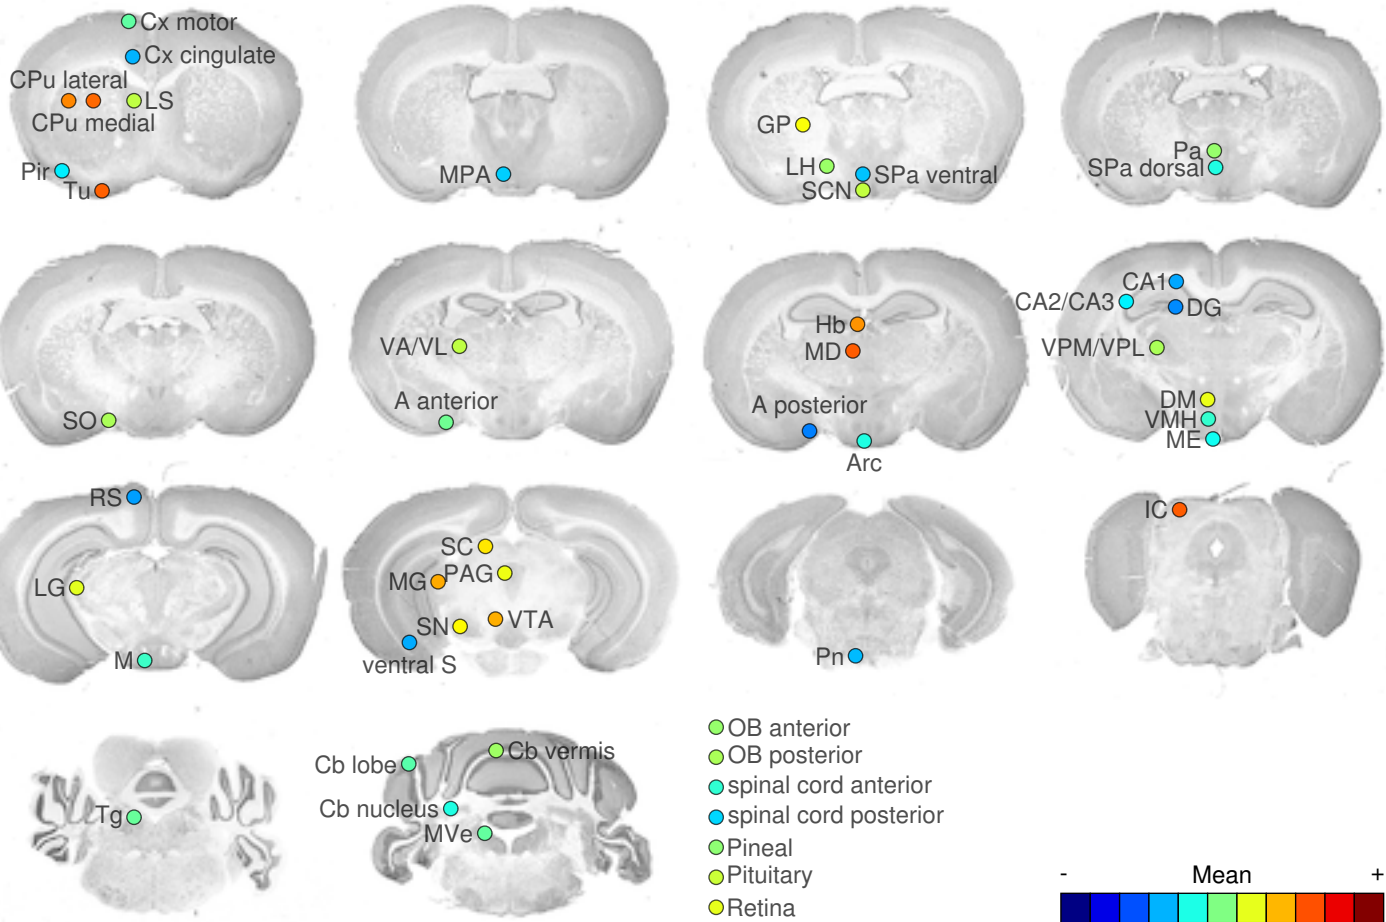 Cx motor
Cx cingulate
CPu lateral
LS
CPu medial
Pir
Tu
MPA
GP
LH
SPa ventral
SCN
Pa
SPa dorsal
SO
VA/VL
A anterior
Hb
MD
A posterior
Arc
CA1
CA2/CA3
DG
VPM/VPL
DM
VMH
ME
RS
LG
M
SC
MG
PAG
SN
VTA
ventral S
Pn
IC
Tg
Cb lobe
Cb vermis
Cb nucleus
MVe
OB anterior
OB posterior
spinal cord anterior
spinal cord posterior
Pineal
Pituitary
Retina
- Mean +